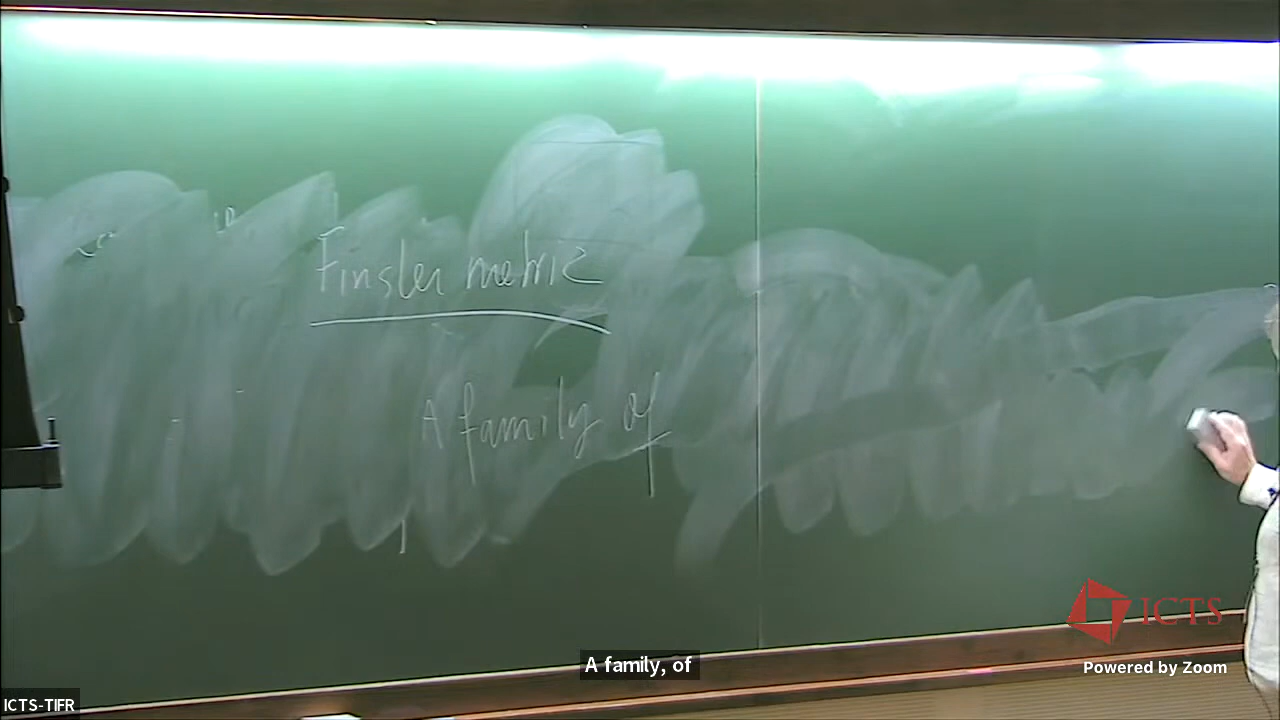 Finsler metric
A family of
A family, of
ICTS
Powered by Zoom
ICTS-TIFR